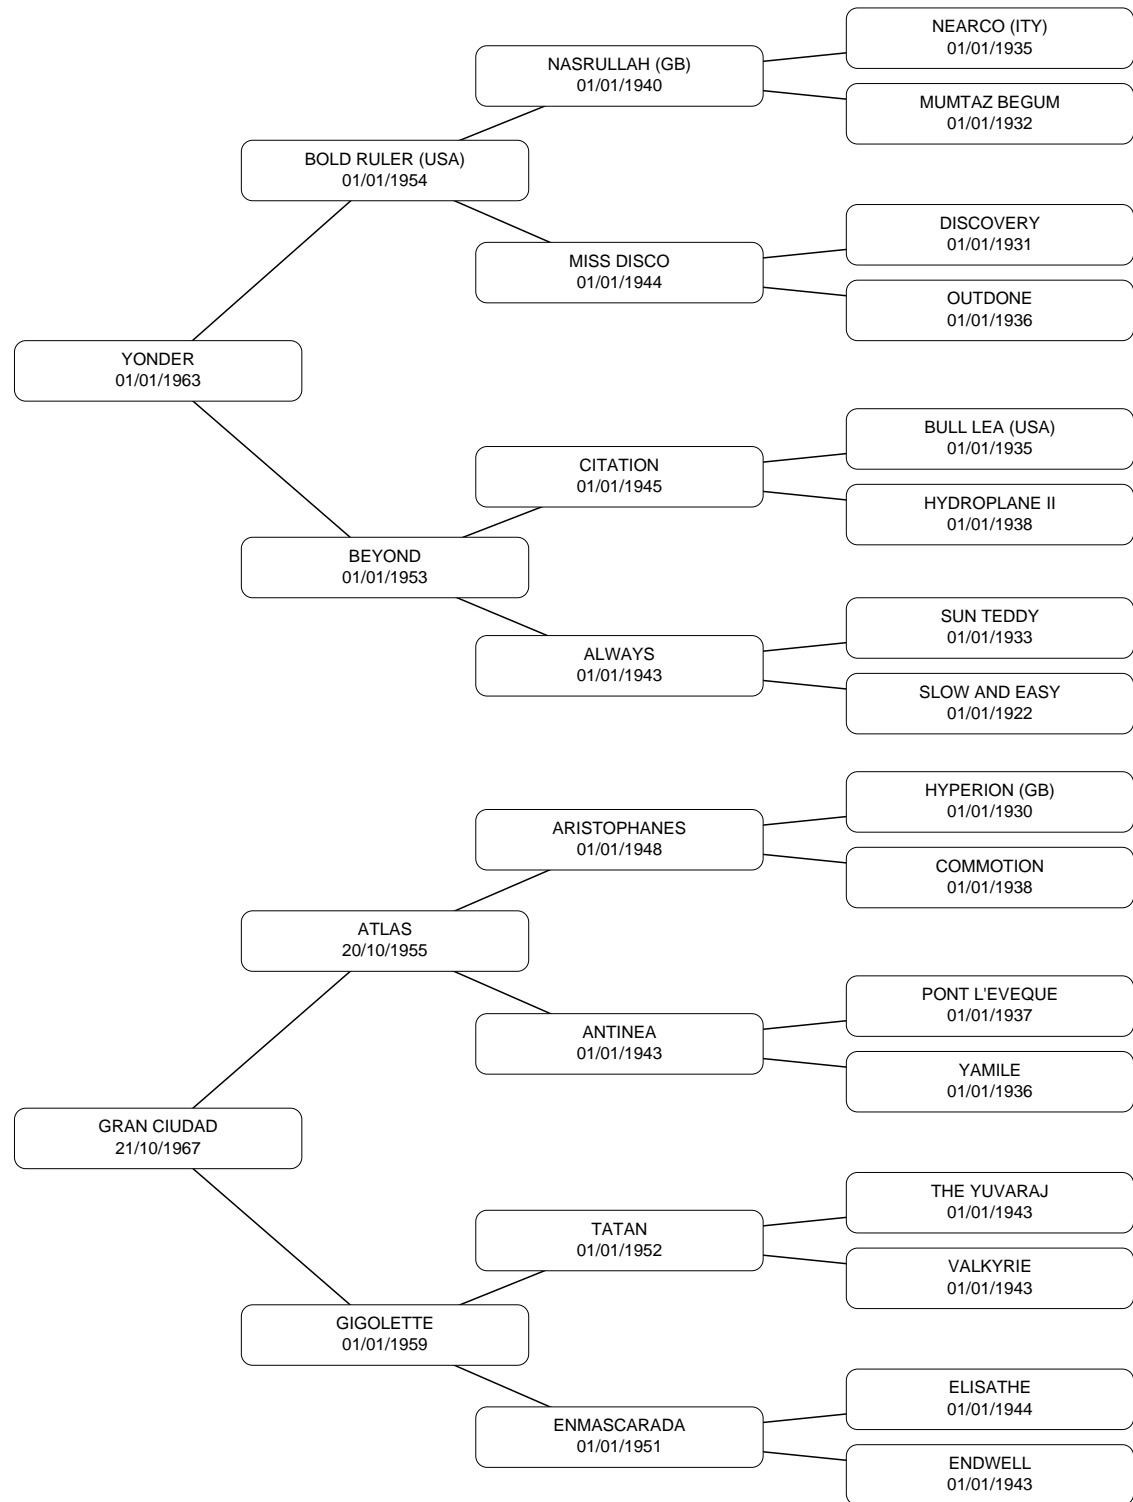 NEARCO (ITY)
01/01/1935
NASRULLAH (GB)
01/01/1940
MUMTAZ BEGUM
01/01/1932
BOLD RULER (USA)
01/01/1954
DISCOVERY
01/01/1931
MISS DISCO
01/01/1944
OUTDONE
01/01/1936
YONDER
01/01/1963
BULL LEA (USA)
01/01/1935
CITATION
01/01/1945
HYDROPLANE II
01/01/1938
BEYOND
01/01/1953
SUN TEDDY
01/01/1933
ALWAYS
01/01/1943
SLOW AND EASY
01/01/1922
HYPERION (GB)
01/01/1930
ARISTOPHANES
01/01/1948
COMMOTION
01/01/1938
ATLAS
20/10/1955
PONT L'EVEQUE
01/01/1937
ANTINEA
01/01/1943
YAMILE
01/01/1936
GRAN CIUDAD
21/10/1967
THE YUVARAJ
01/01/1943
TATAN
01/01/1952
VALKYRIE
01/01/1943
GIGOLETTE
01/01/1959
ELISATHE
01/01/1944
ENMASCARADA
01/01/1951
ENDWELL
01/01/1943